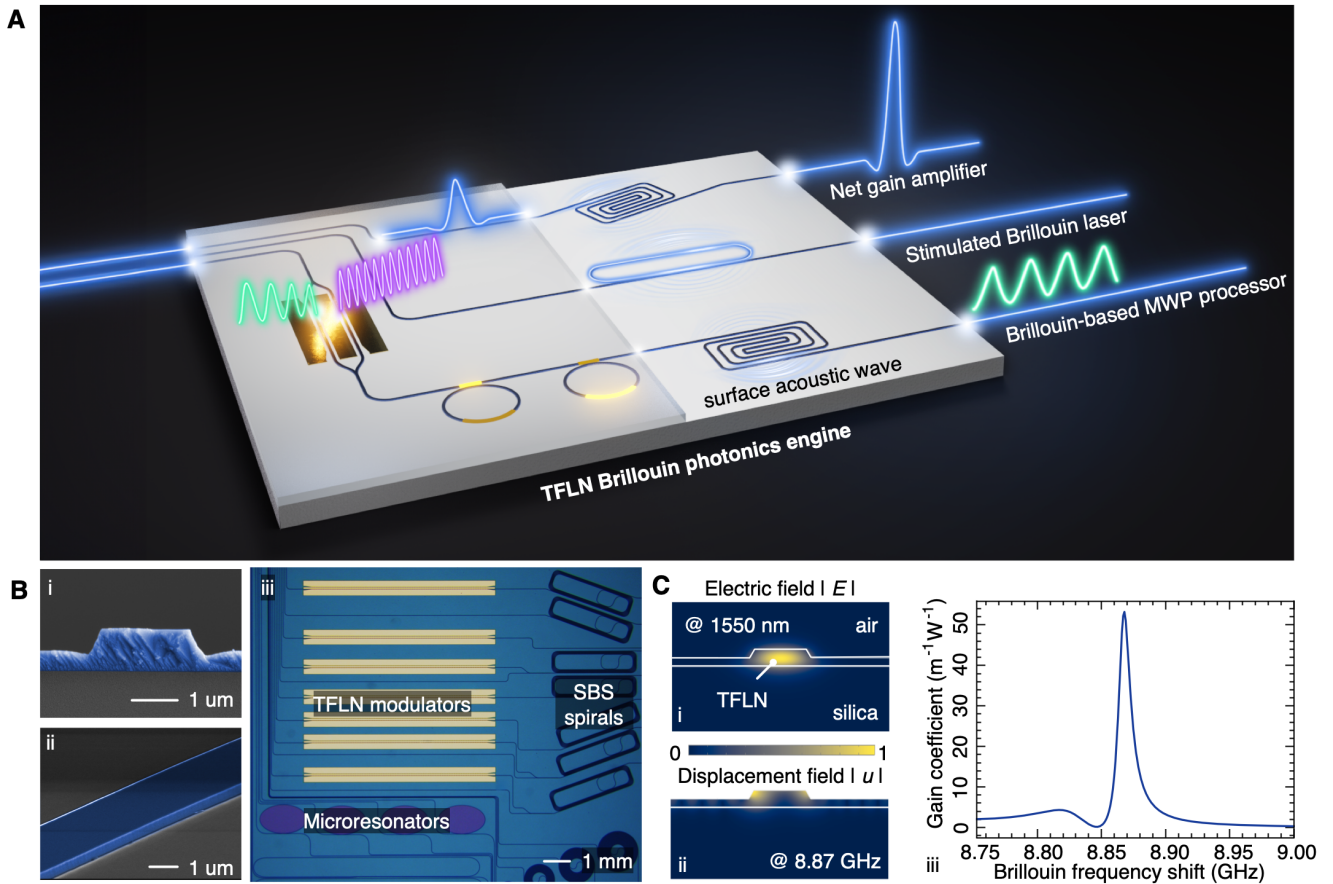 A
Net gain amplifier
Stimulated Brillouin laser
Brillouin-based MWP processor
surface acoustic wave
TFLN Brillouin photonics engine
B
i
1 um
ii
1 um
iii
TFLN modulators
SBS
spirals
Microresonators
1 mm
C
Electric field | E |
@ 1550 nm
air
TFLN
i
silica
0
1
Displacement field | u |
ii
@ 8.87 GHz
Gain coefficient (m⁻¹W⁻¹)
50
40
30
20
10
0
iii
8.75
8.80
8.85
8.90
8.95
9.00
Brillouin frequency shift (GHz)